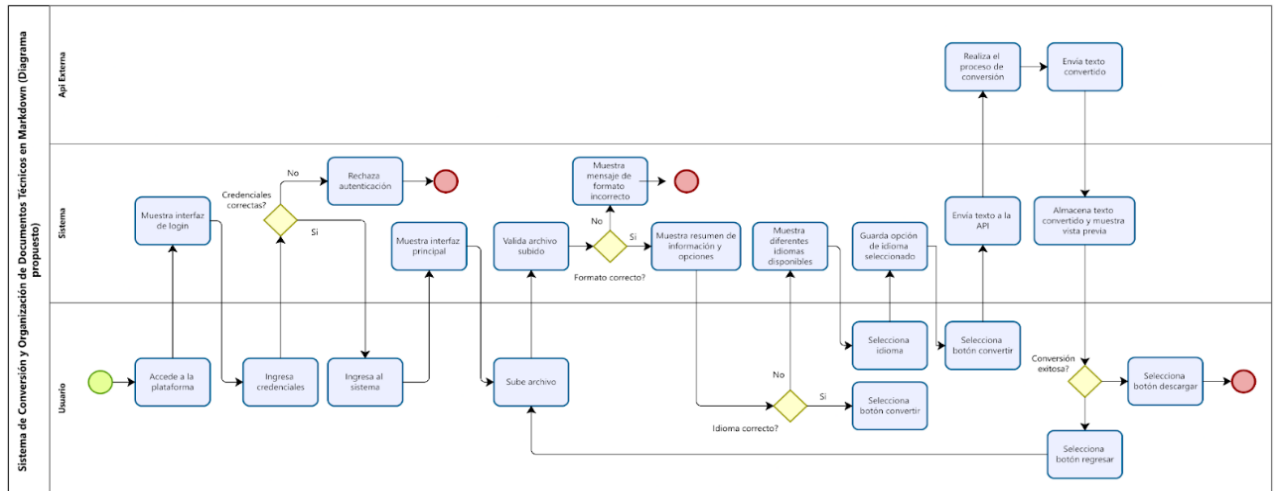 Sistema de Conversión y Organización de Documentos Técnicos en Markdown (Diagrama
propuesto)
Api Externa
Realiza el
proceso de
conversión
Envía texto
convertido
Sistema
Muestra interfaz
de login
Credenciales
correctas?
No
Si
Rechaza
autenticación
Muestra interfaz
principal
Valida archivo
subido
Muestra
mensaje de
formato
incorrecto
No
Si
Formato correcto?
Muestra resumen de
información y
opciones
Muestra
diferentes
idiomas
disponibles
Guarda opción
de idioma
seleccionado
Envía texto a la
API
Almacena texto
convertido y muestra
vista previa
Usuario
Accede a la
plataforma
Ingresa
credenciales
Ingresa al
sistema
Sube archivo
No
Si
Idioma correcto?
Selecciona
idioma
Selecciona
botón convertir
Selecciona
botón convertir
Conversión
exitosa?
Selecciona
botón descargar
Selecciona
botón regresar